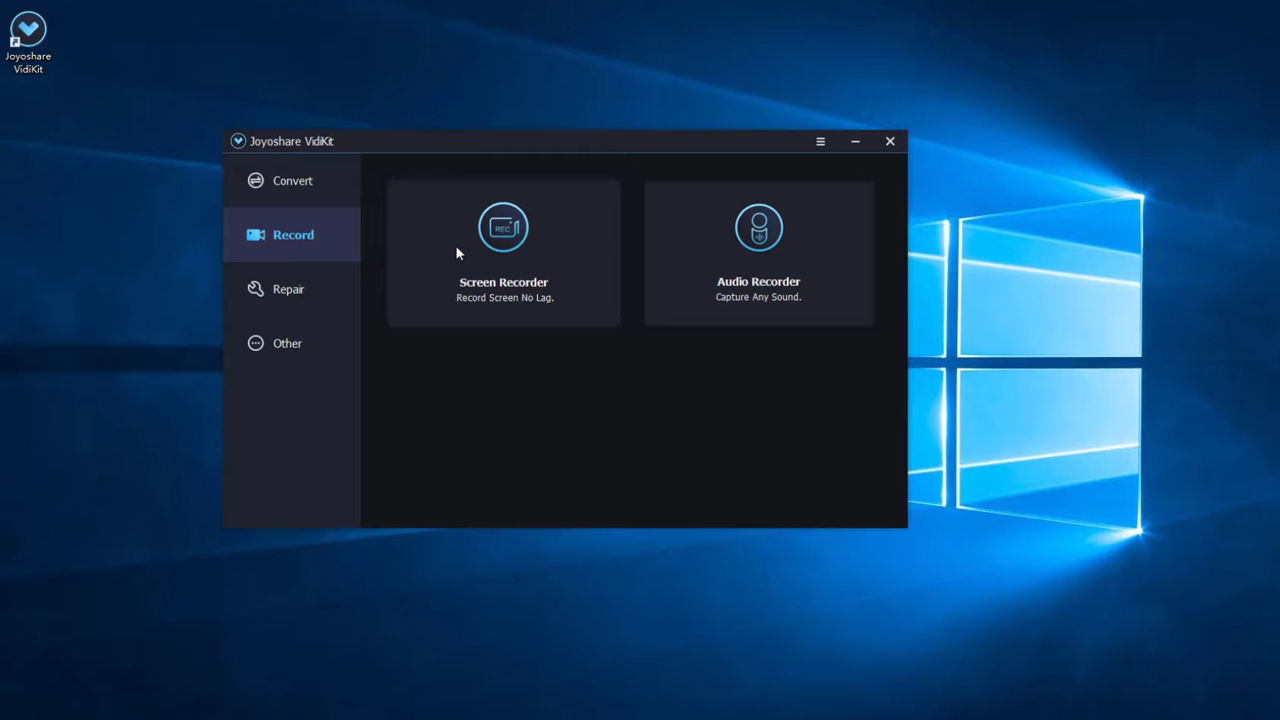 Joyoshare
VidiKit
Joyoshare VidiKit
Convert
Record
Repair
Other
REC
Screen Recorder
Record Screen No Lag.
Audio Recorder
Capture Any Sound.